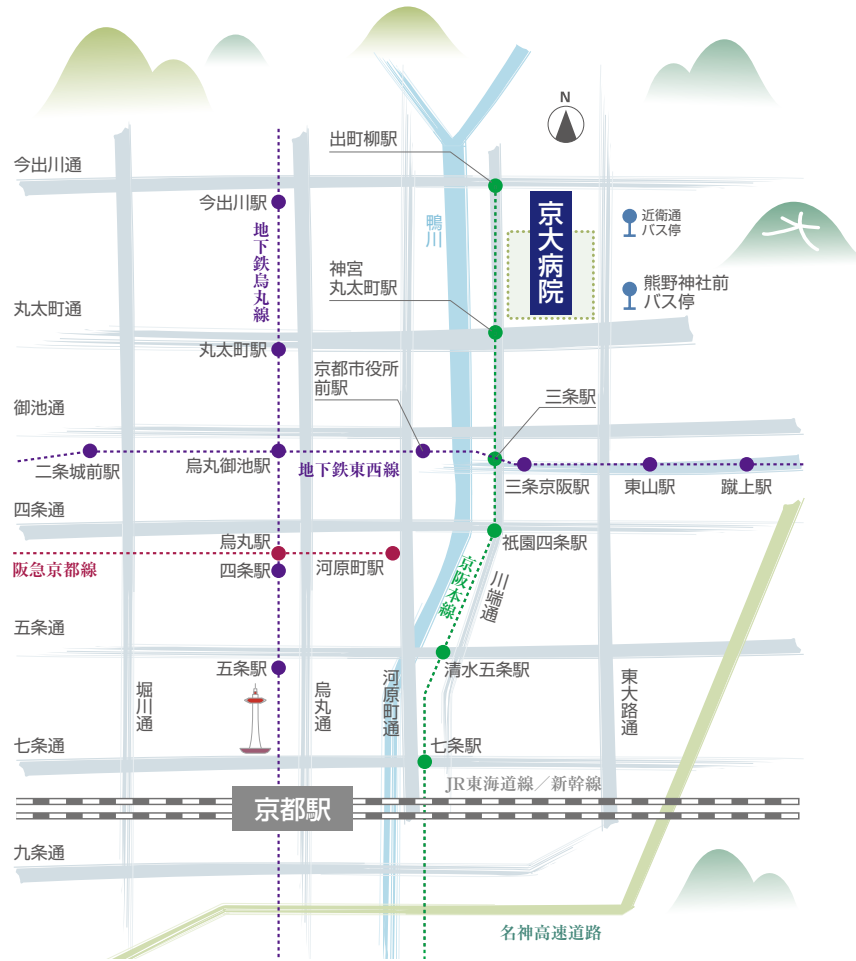 N
出町柳駅
今出川通
今出川駅
地下鉄烏丸線
鴨川
京大病院
近衛通
バス停
神宮
丸太町駅
熊野神社前
バス停
丸太町通
丸太町駅
京都市役所
前駅
三条駅
御池通
二条城前駅
烏丸御池駅
地下鉄東西線
三条京阪駅
東山駅
蹴上駅
四条通
烏丸駅
祇園四条駅
阪急京都線
四条駅
河原町駅
京阪本線
川端通
五条通
五条駅
清水五条駅
堀川通
烏丸通
河原町通
東大路通
七条通
七条駅
JR東海道線／新幹線
京都駅
九条通
名神高速道路